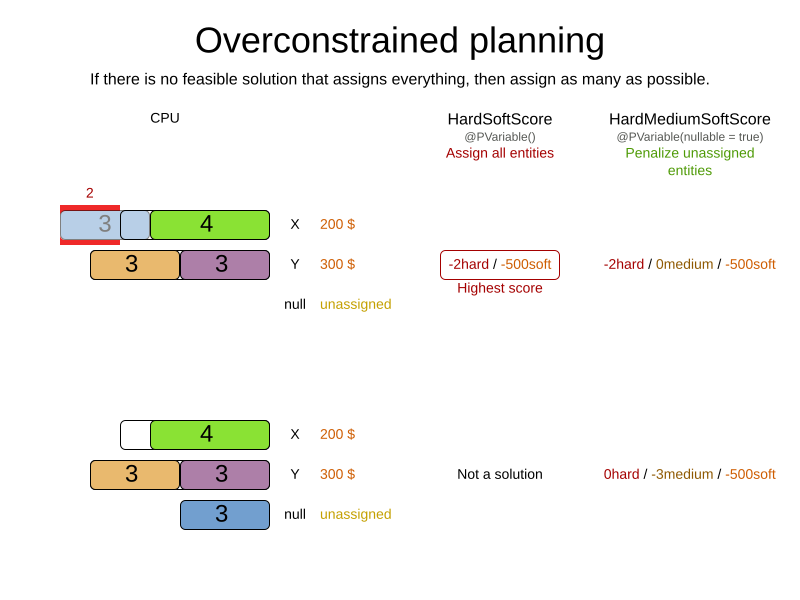 Overconstrained planning
If there is no feasible solution that assigns everything, then assign as many as possible.
CPU
HardSoftScore
@PVariable()
Assign all entities
HardMediumSoftScore
@PVariable(nullable = true)
Penalize unassigned
entities
2
3 4 X 200 $
3 3 Y 300 $ -2hard / -500soft -2hard / 0medium / -500soft
Highest score
null unassigned
4 X 200 $
3 3 Y 300 $ Not a solution 0hard / -3medium / -500soft
3 null unassigned